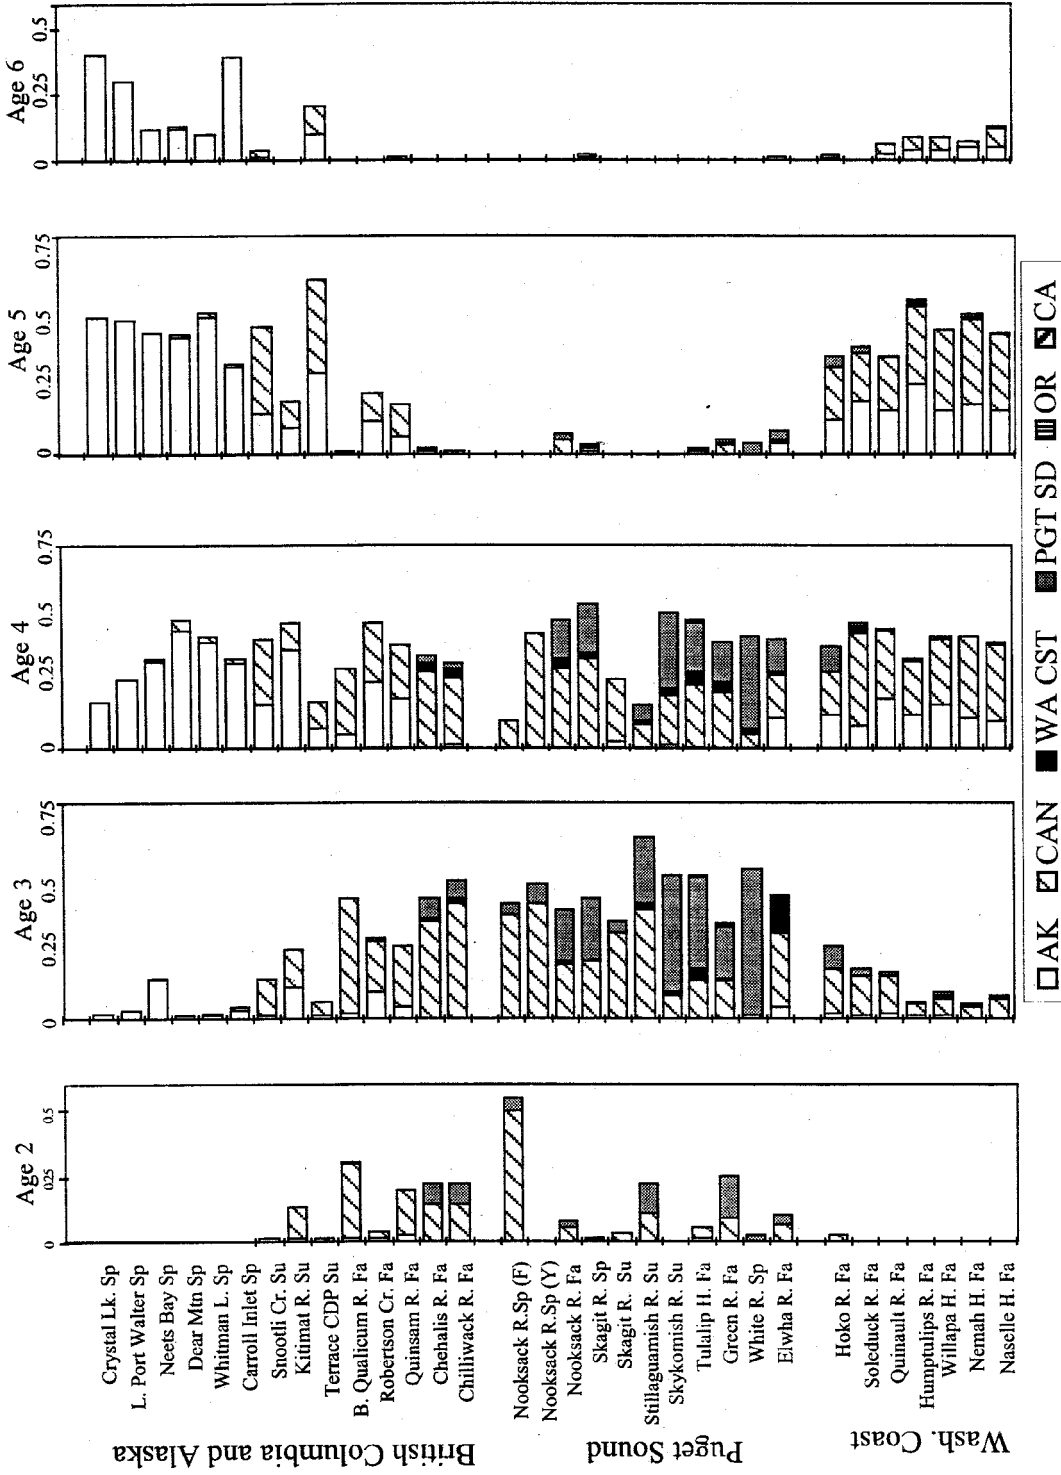 Age 2
0
0.25
0.5
Age 3
0
0.25
0.5
0.75
Age 4
0
0.25
0.5
0.75
Age 5
0
0.25
0.5
0.75
Age 6
0
0.25
0.5
British Columbia and Alaska
Crystal Lk. Sp
L. Port Walter Sp
Neets Bay Sp
Dear Mtn Sp
Whitman L. Sp
Carroll Inlet Sp
Snootli Cr. Su
Kitimat R. Su
Terrace CDP Su
B. Qualicum R. Fa
Robertson Cr. Fa
Quinsam R. Fa
Chehalis R. Fa
Chilliwack R. Fa
Puget Sound
Nooksack R.Sp (F)
Nooksack R.Sp (Y)
Nooksack R. Fa
Skagit R. Sp
Skagit R. Su
Stillaguamish R. Su
Skykomish R. Su
Tulalip H. Fa
Green R. Fa
White R. Sp
Elwha R. Fa
Wash. Coast
Hoko R. Fa
Soleduck R. Fa
Quinault R. Fa
Humptulips R. Fa
Willapa H. Fa
Nemah H. Fa
Naselle H. Fa
AK CAN WA CST PGT SD OR CA